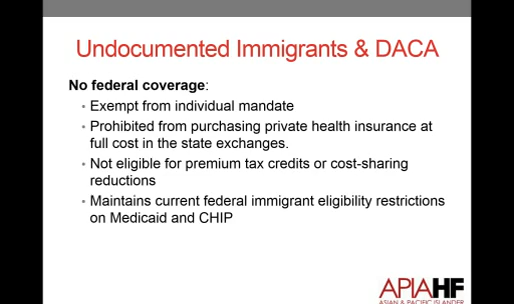 Undocumented Immigrants & DACA
No federal coverage:
Exempt from individual mandate
Prohibited from purchasing private health insurance at
full cost in the state exchanges.
Not eligible for premium tax credits or cost-sharing
reductions
Maintains current federal immigrant eligibility restrictions
on Medicaid and CHIP
APIAHF
ASIAN & PACIFIC ISLANDER